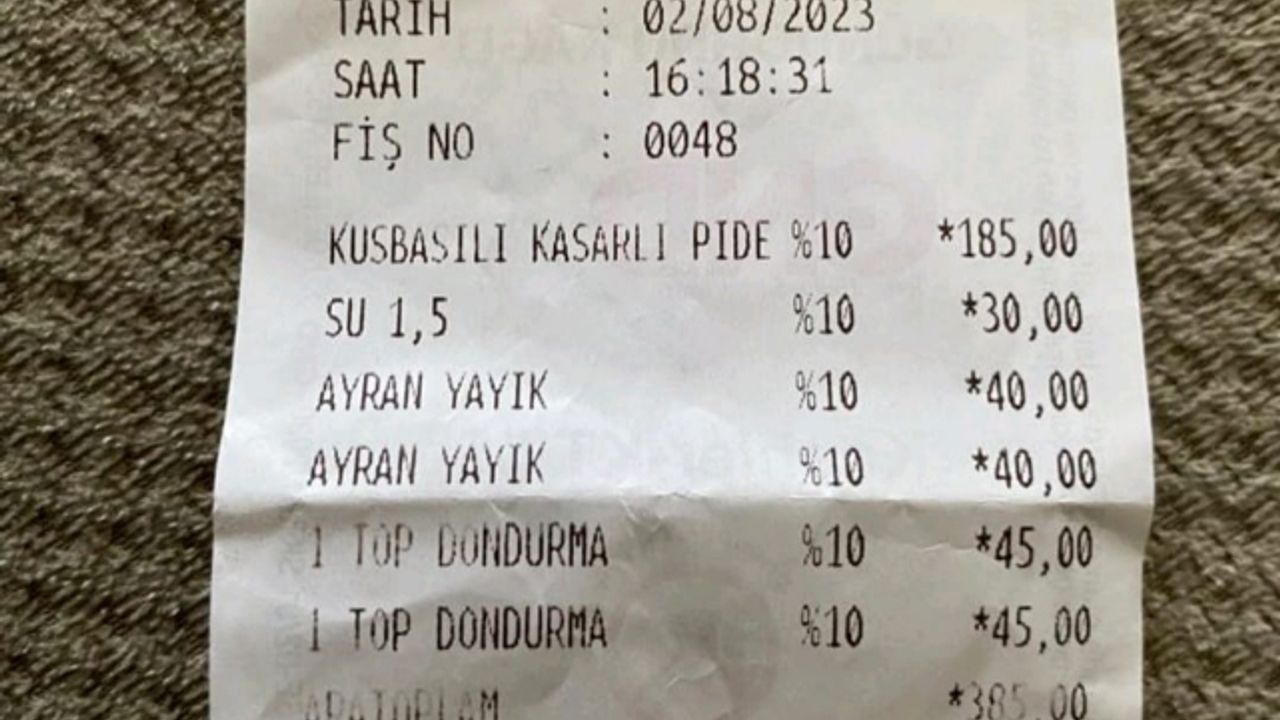 TARİH : 02/08/2023
SAAT : 16:18:31
FİŞ NO : 0048
KUSBASILI KASARLI PIDE %10 *185,00
SU 1,5 %10 *30,00
AYRAN YAYIK %10 *40,00
AYRAN YAYIK %10 *40,00
1 TOP DONDURMA %10 *45,00
1 TOP DONDURMA %10 *45,00
ARATOPLAM *385,00